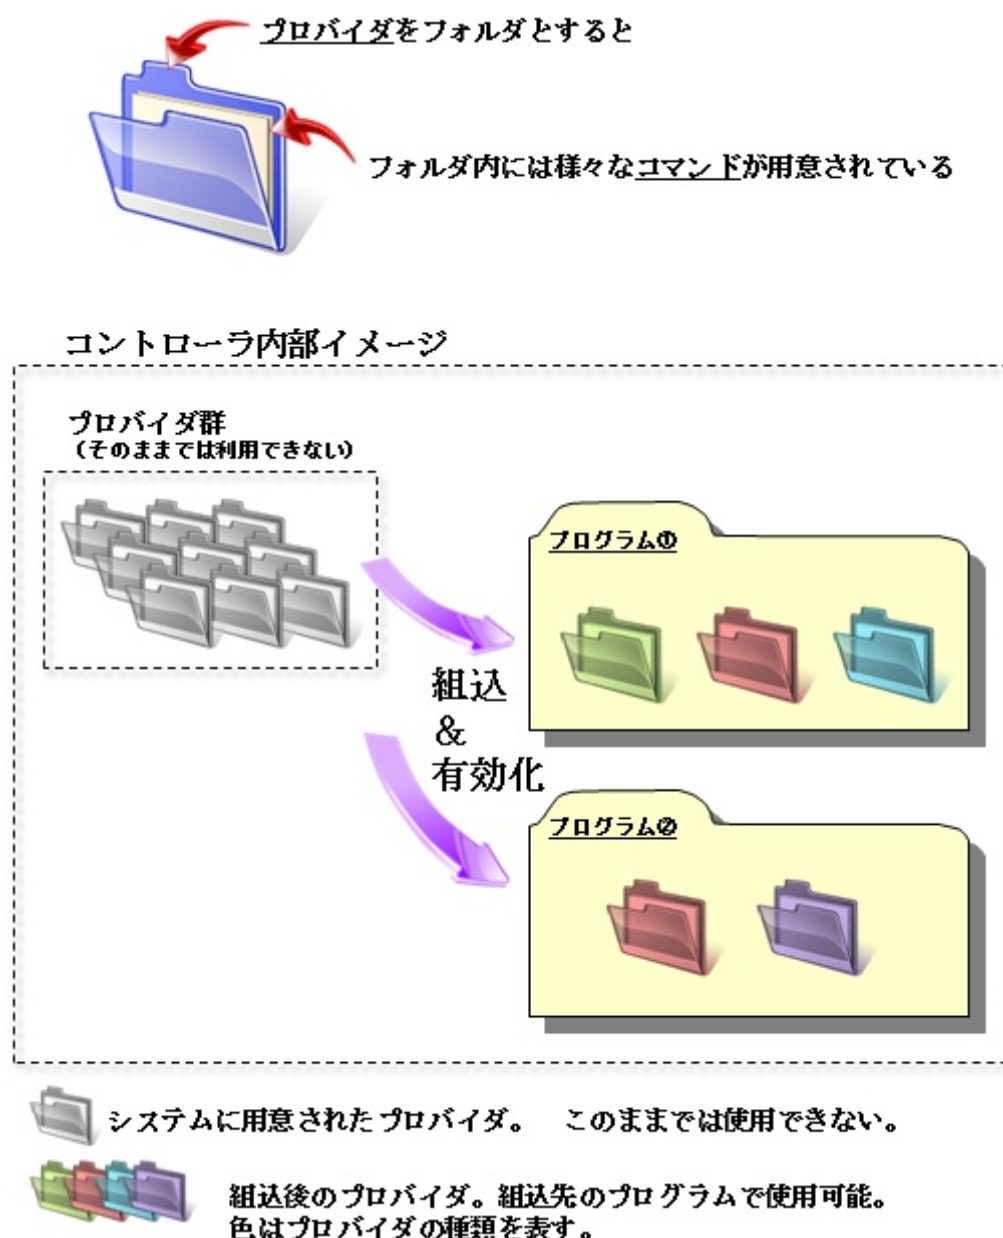 プロバイダをフォルダとすると
フォルダ内には様々なコマンドが用意されている
コントローラ内部イメージ
プロバイダ群
（そのままでは利用できない）
プログラム①
組込
＆
有効化
プログラム②
システムに用意されたプロバイダ。　このままでは使用できない。
組込後のプロバイダ。組込先のプログラムで使用可能。
色はプロバイダの種類を表す。